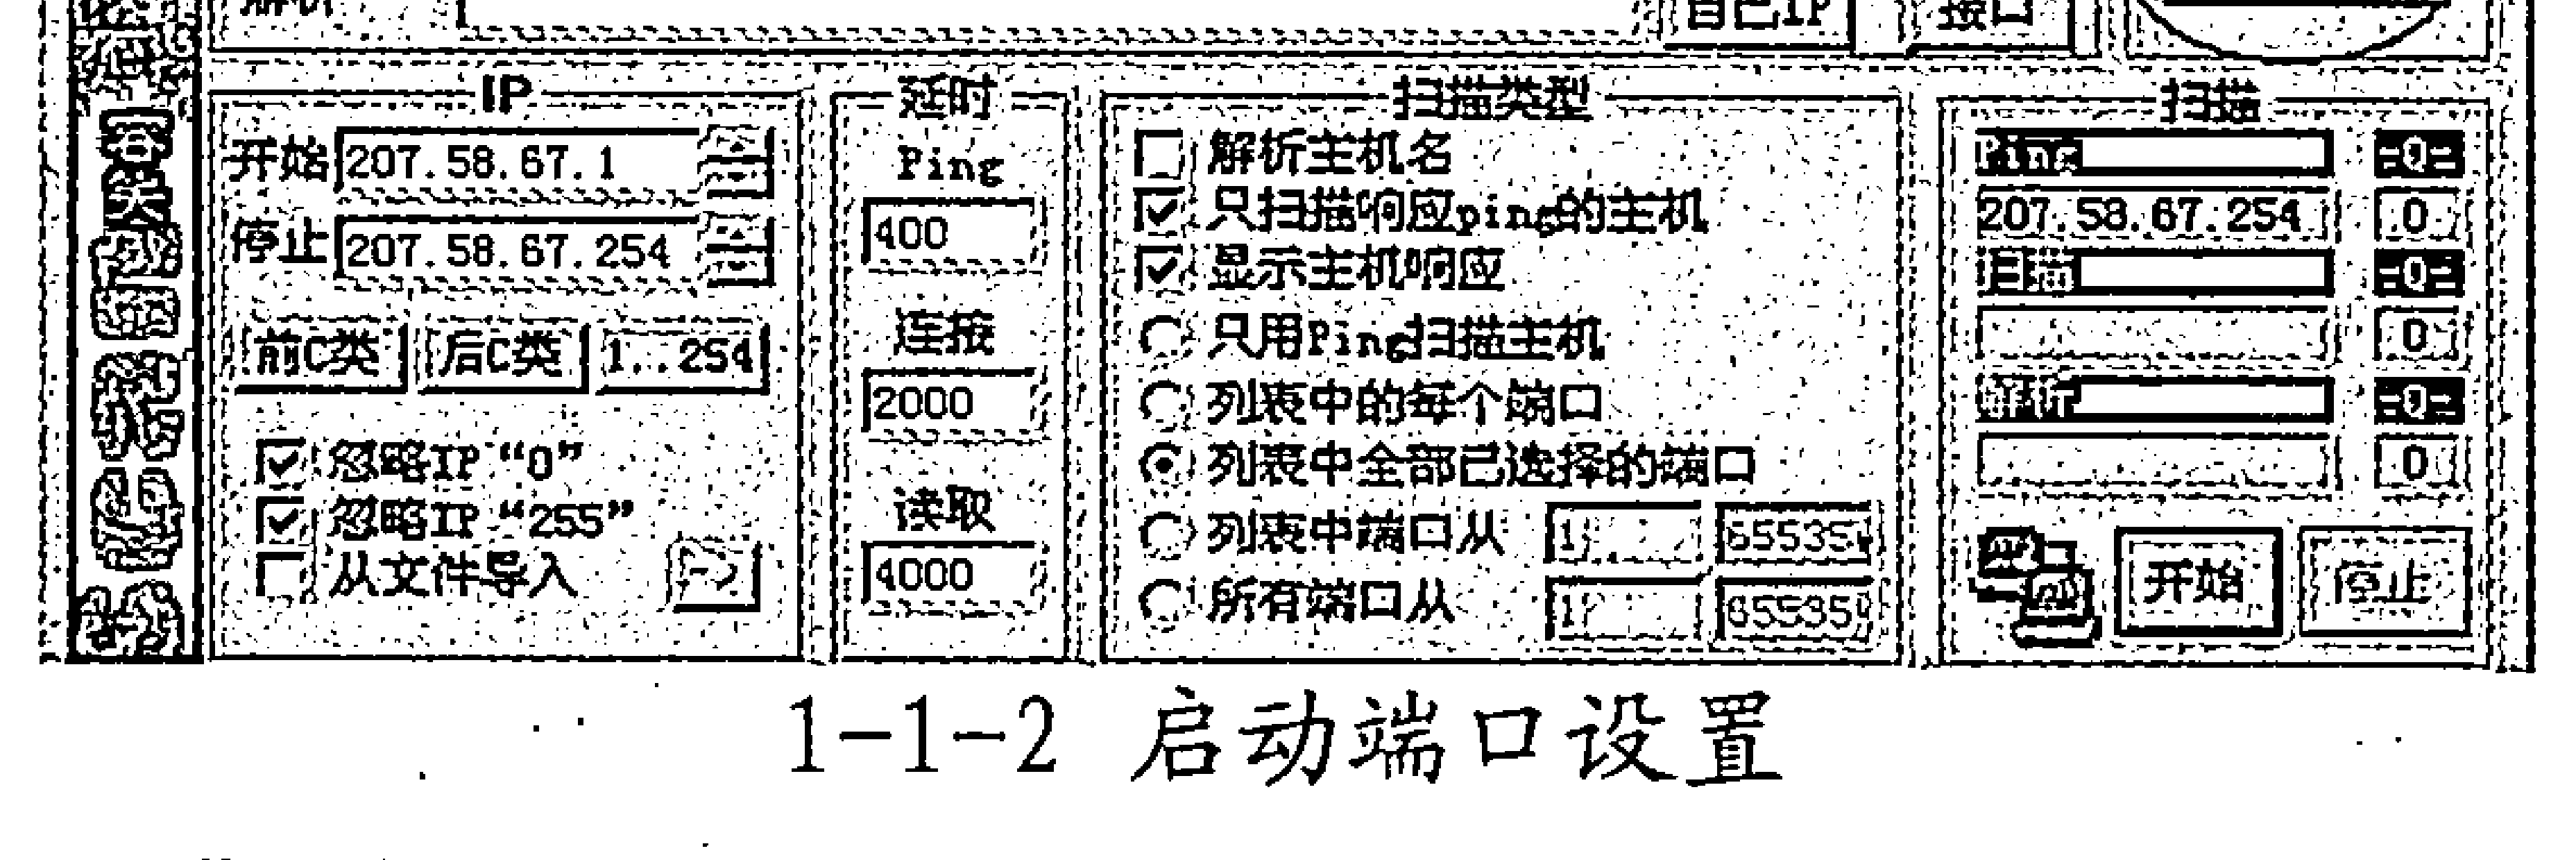 解析
自己IP 接口
IP
开始 207.58.67.1
停止 207.58.67.254
前C类 后C类 1..254
忽略IP “0”
忽略IP “255”
从文件导入
延时
Ping
400
连接
2000
读取
4000
扫描类型
解析主机名
只扫描响应ping的主机
显示主机响应
只用Ping扫描主机
列表中的每个端口
列表中全部已选择的端口
列表中端口从 1 65535
所有端口从 1 65535
扫描
Ping 0
207.58.67.254 0
扫描 0
0
解析 0
0
开始 停止
1-1-2 启动端口设置